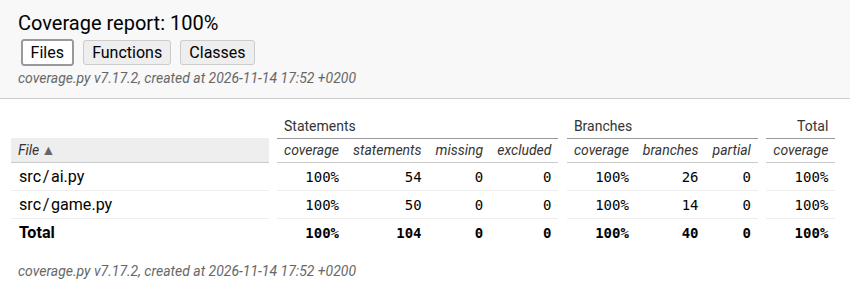 Coverage report: 100%
Files Functions Classes
coverage.py v7.17.2, created at 2026-11-14 17:52 +0200
Statements Branches Total
File ▲ coverage statements missing excluded coverage branches partial coverage
src/ai.py 100% 54 0 0 100% 26 0 100%
src/game.py 100% 50 0 0 100% 14 0 100%
Total 100% 104 0 0 100% 40 0 100%
coverage.py v7.17.2, created at 2026-11-14 17:52 +0200